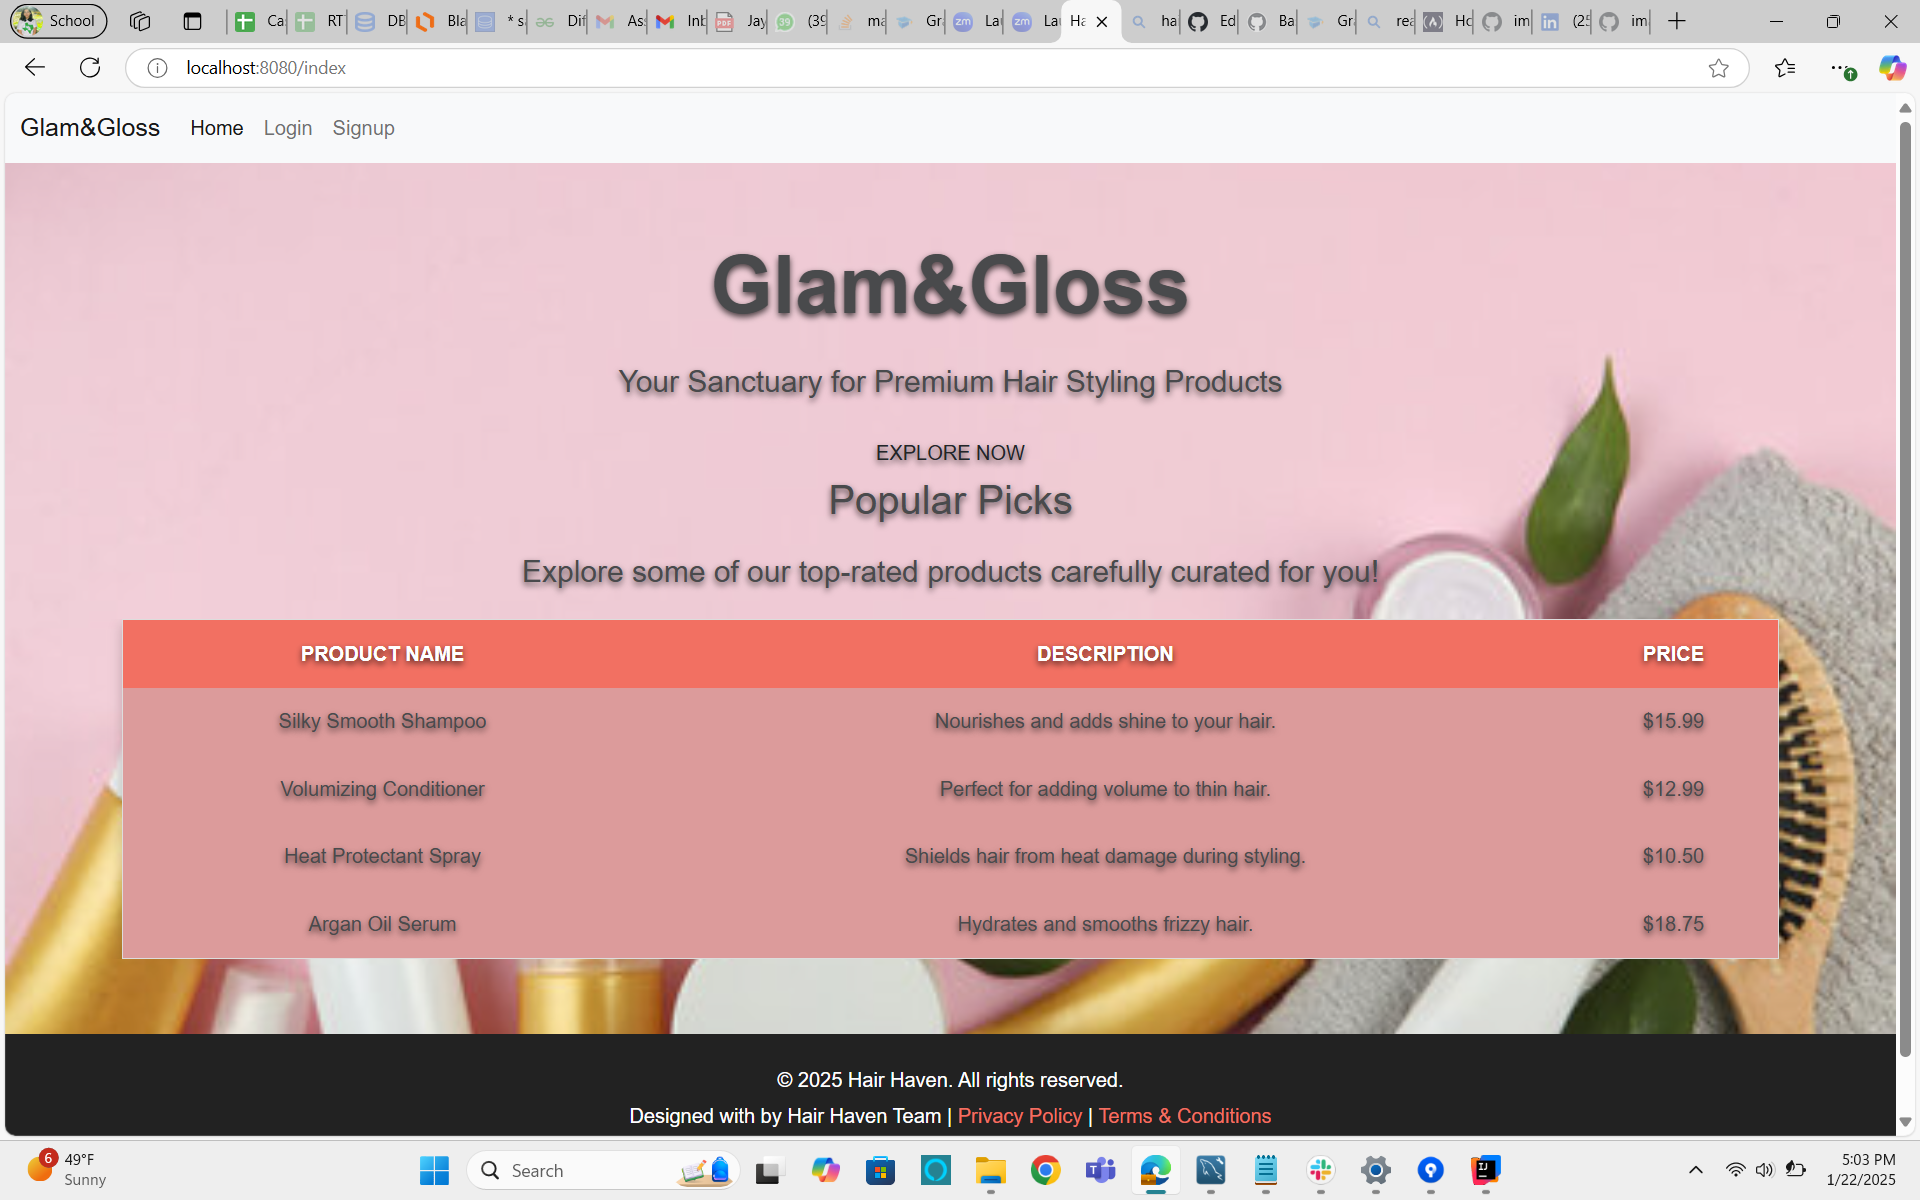 School
Ca
RT
DE
Bla
* s
Dif
As
Inb
Jay
(39
ma
Gr
La
La
Ha
ha
Ed
Ba
Gr
rea
Ho
im
(25
im
localhost:8080/index
Glam&Gloss Home Login Signup
Glam&Gloss
Your Sanctuary for Premium Hair Styling Products
EXPLORE NOW
Popular Picks
Explore some of our top-rated products carefully curated for you!
PRODUCT NAME DESCRIPTION PRICE
Silky Smooth Shampoo Nourishes and adds shine to your hair. $15.99
Volumizing Conditioner Perfect for adding volume to thin hair. $12.99
Heat Protectant Spray Shields hair from heat damage during styling. $10.50
Argan Oil Serum Hydrates and smooths frizzy hair. $18.75
© 2025 Hair Haven. All rights reserved.
Designed with by Hair Haven Team | Privacy Policy | Terms & Conditions
6
49°F
Sunny
Search
5:03 PM
1/22/2025